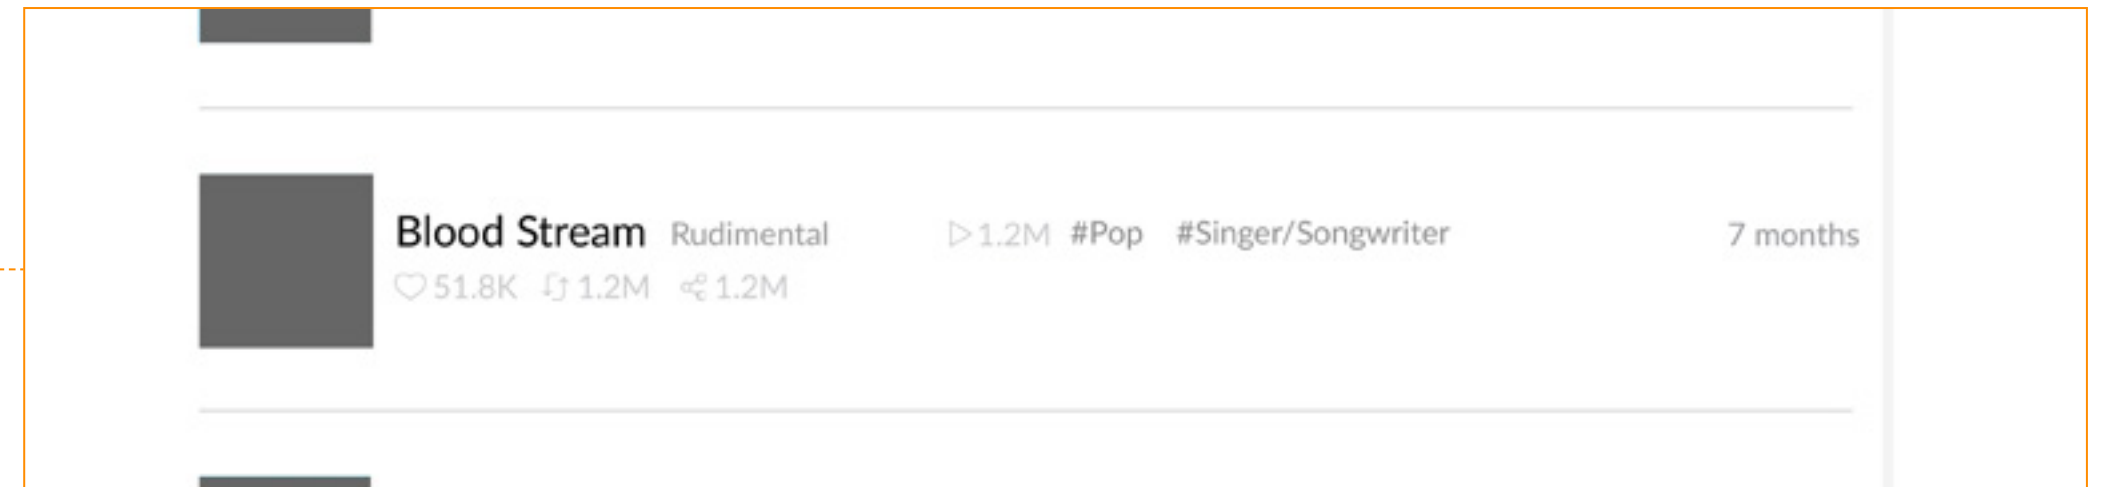 Blood Stream Rudimental 1.2M #Pop #Singer/Songwriter 7 months
51.8K 1.2M 1.2M